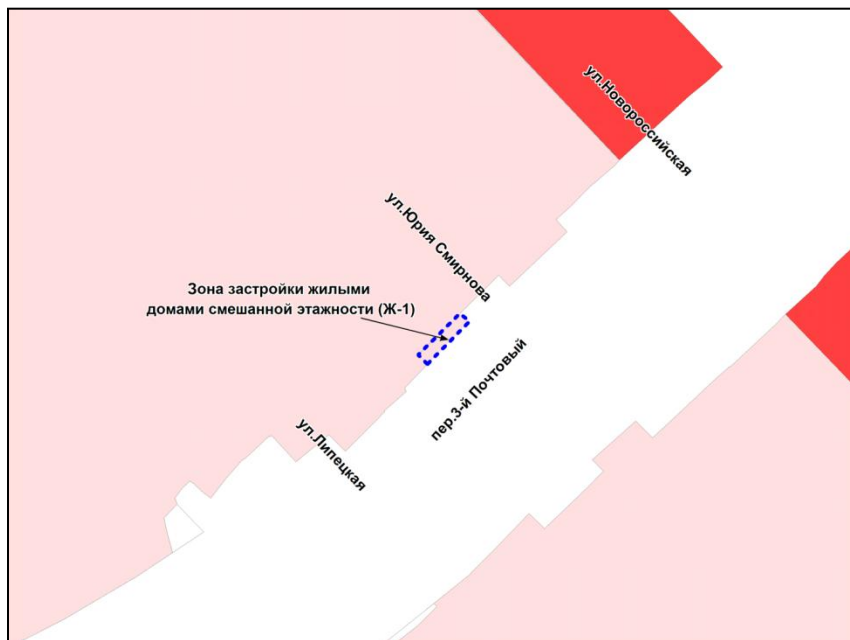 ул.Новороссийская
ул.Юрия Смирнова
Зона застройки жилыми
домами смешанной этажности (Ж-1)
пер.3-й Почтовый
ул.Липецкая